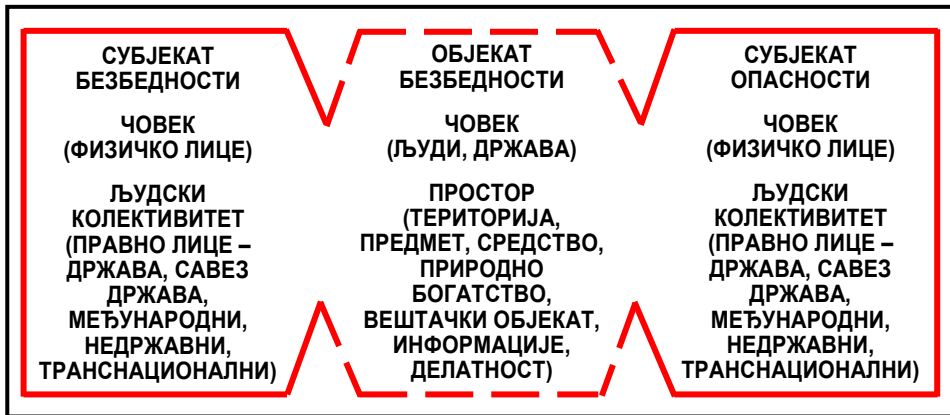 СУБЈЕКАТ
БЕЗБЕДНОСТИ
ЧОВЕК
(ФИЗИЧКО ЛИЦЕ)
ЉУДСКИ
КОЛЕКТИВИТЕТ
(ПРАВНО ЛИЦЕ –
ДРЖАВА, САВЕЗ
ДРЖАВА,
МЕЂУНАРОДНИ,
НЕДРЖАВНИ,
ТРАНСНАЦИОНАЛНИ)
ОБЈЕКАТ
БЕЗБЕДНОСТИ
ЧОВЕК
(ЉУДИ, ДРЖАВА)
ПРОСТОР
(ТЕРИТОРИЈА,
ПРЕДМЕТ, СРЕДСТВО,
ПРИРОДНО
БОГАТСТВО,
ВЕШТАЧКИ ОБЈЕКАТ,
ИНФОРМАЦИЈЕ,
ДЕЛАТНОСТ)
СУБЈЕКАТ
ОПАСНОСТИ
ЧОВЕК
(ФИЗИЧКО ЛИЦЕ)
ЉУДСКИ
КОЛЕКТИВИТЕТ
(ПРАВНО ЛИЦЕ –
ДРЖАВА, САВЕЗ
ДРЖАВА,
МЕЂУНАРОДНИ,
НЕДРЖАВНИ,
ТРАНСНАЦИОНАЛНИ)